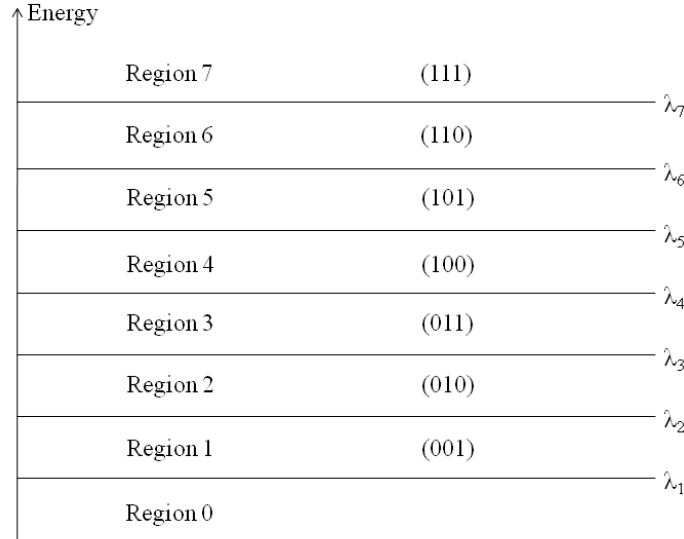 Energy
Region 7 (111)
λ7
Region 6 (110)
λ6
Region 5 (101)
λ5
Region 4 (100)
λ4
Region 3 (011)
λ3
Region 2 (010)
λ2
Region 1 (001)
λ1
Region 0